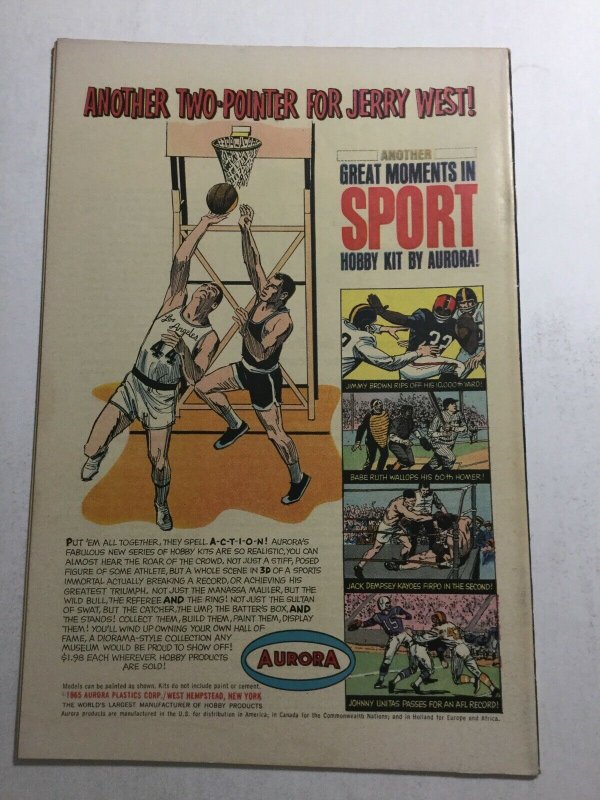 ANOTHER TWO-POINTER FOR JERRY WEST!
ANOTHER
GREAT MOMENTS IN
SPORT
HOBBY KIT BY AURORA!
Los Angeles
44
JIMMY BROWN RIPS OFF HIS 10,000TH YARD!
32
BABE RUTH WALLOPS HIS 60TH HOMER!
JACK DEMPSEY KAYOES FIRPO IN THE SECOND!
JOHNNY UNITAS PASSES FOR AN AFL RECORD!
PUT 'EM ALL TOGETHER, THEY SPELL A-C-T-I-O-N! AURORA'S
FABULOUS NEW SERIES OF HOBBY KITS ARE SO REALISTIC, YOU CAN
ALMOST HEAR THE ROAR OF THE CROWD. NOT JUST A STIFF, POSED
FIGURE OF SOME ATHLETE, BUT A WHOLE SCENE IN 3D OF A SPORTS
IMMORTAL ACTUALLY BREAKING A RECORD, OR ACHIEVING HIS
GREATEST TRIUMPH. NOT JUST THE MANASSA MAULER, BUT THE
WILD BULL, THE REFEREE AND THE RING! NOT JUST THE SULTAN
OF SWAT, BUT THE CATCHER, THE UMP, THE BATTER'S BOX, AND
THE STANDS! COLLECT THEM, BUILD THEM, PAINT THEM, DISPLAY
THEM! YOU'LL WIND UP OWNING YOUR OWN HALL OF
FAME, A DIORAMA-STYLE COLLECTION ANY
MUSEUM WOULD BE PROUD TO SHOW OFF!
$1.98 EACH WHEREVER HOBBY PRODUCTS
ARE SOLD!
AURORA
Models can be painted as shown. Kits do not include paint or cement.
©1965 AURORA PLASTICS CORP./WEST HEMPSTEAD, NEW YORK
THE WORLD'S LARGEST MANUFACTURER OF HOBBY PRODUCTS
Aurora products are manufactured in the U.S. for distribution in America; in Canada for the Commonwealth Nations; and in Holland for Europe and Africa.